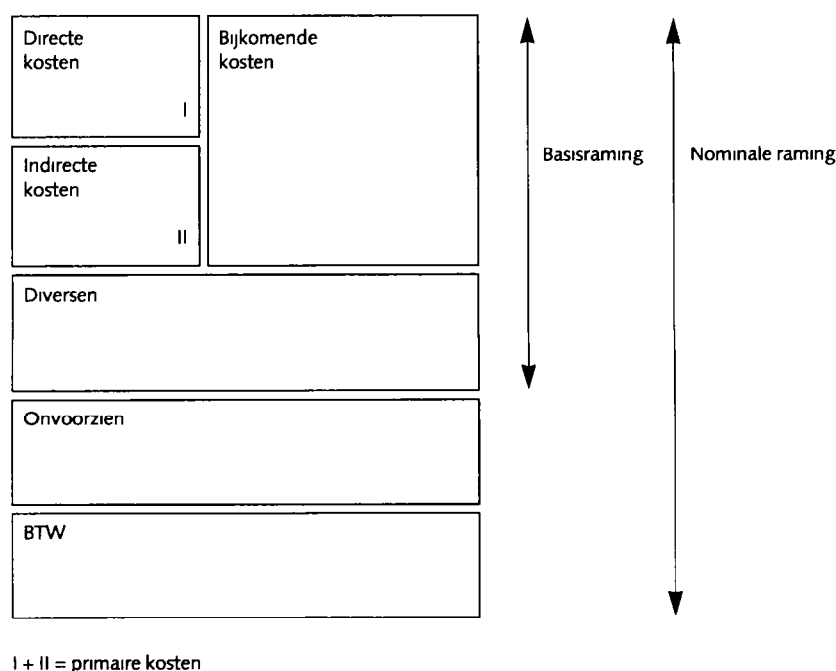 Directe
kosten
I
Bijkomende
kosten
Indirecte
kosten
II
Diversen
Onvoorzien
BTW
Basisraming
Nominale raming
I + II = primaire kosten